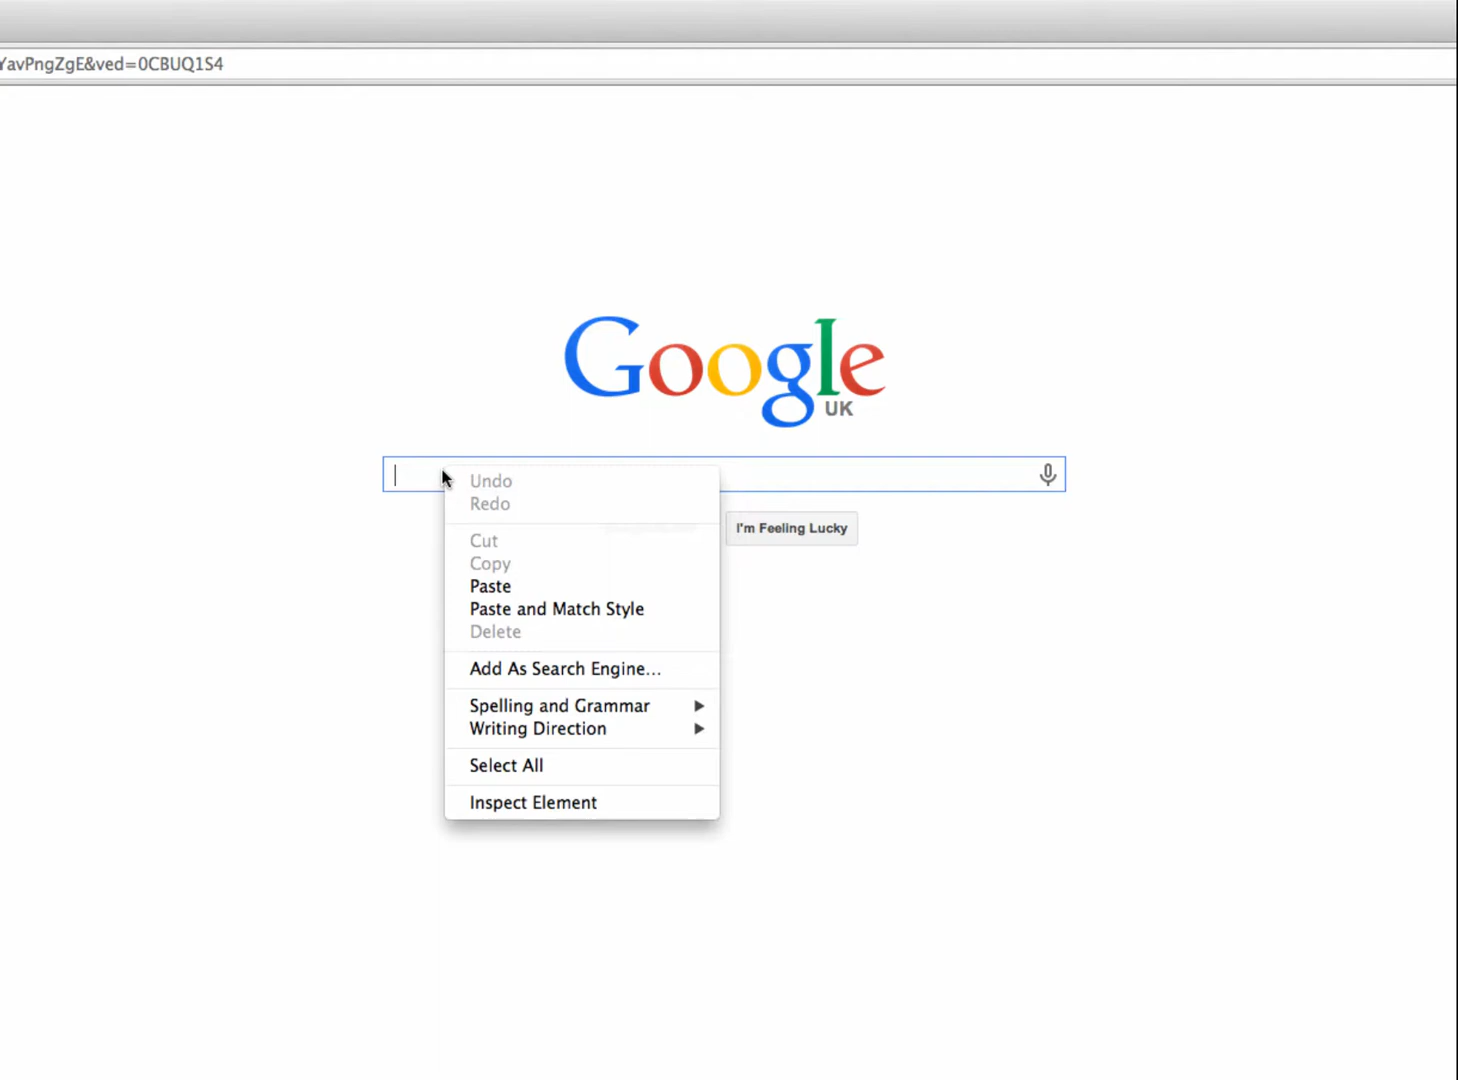 YavPngZgE&ved=0CBUQ1S4
Google
UK
Undo
Redo
I'm Feeling Lucky
Cut
Copy
Paste
Paste and Match Style
Delete
Add As Search Engine...
Spelling and Grammar
Writing Direction
Select All
Inspect Element